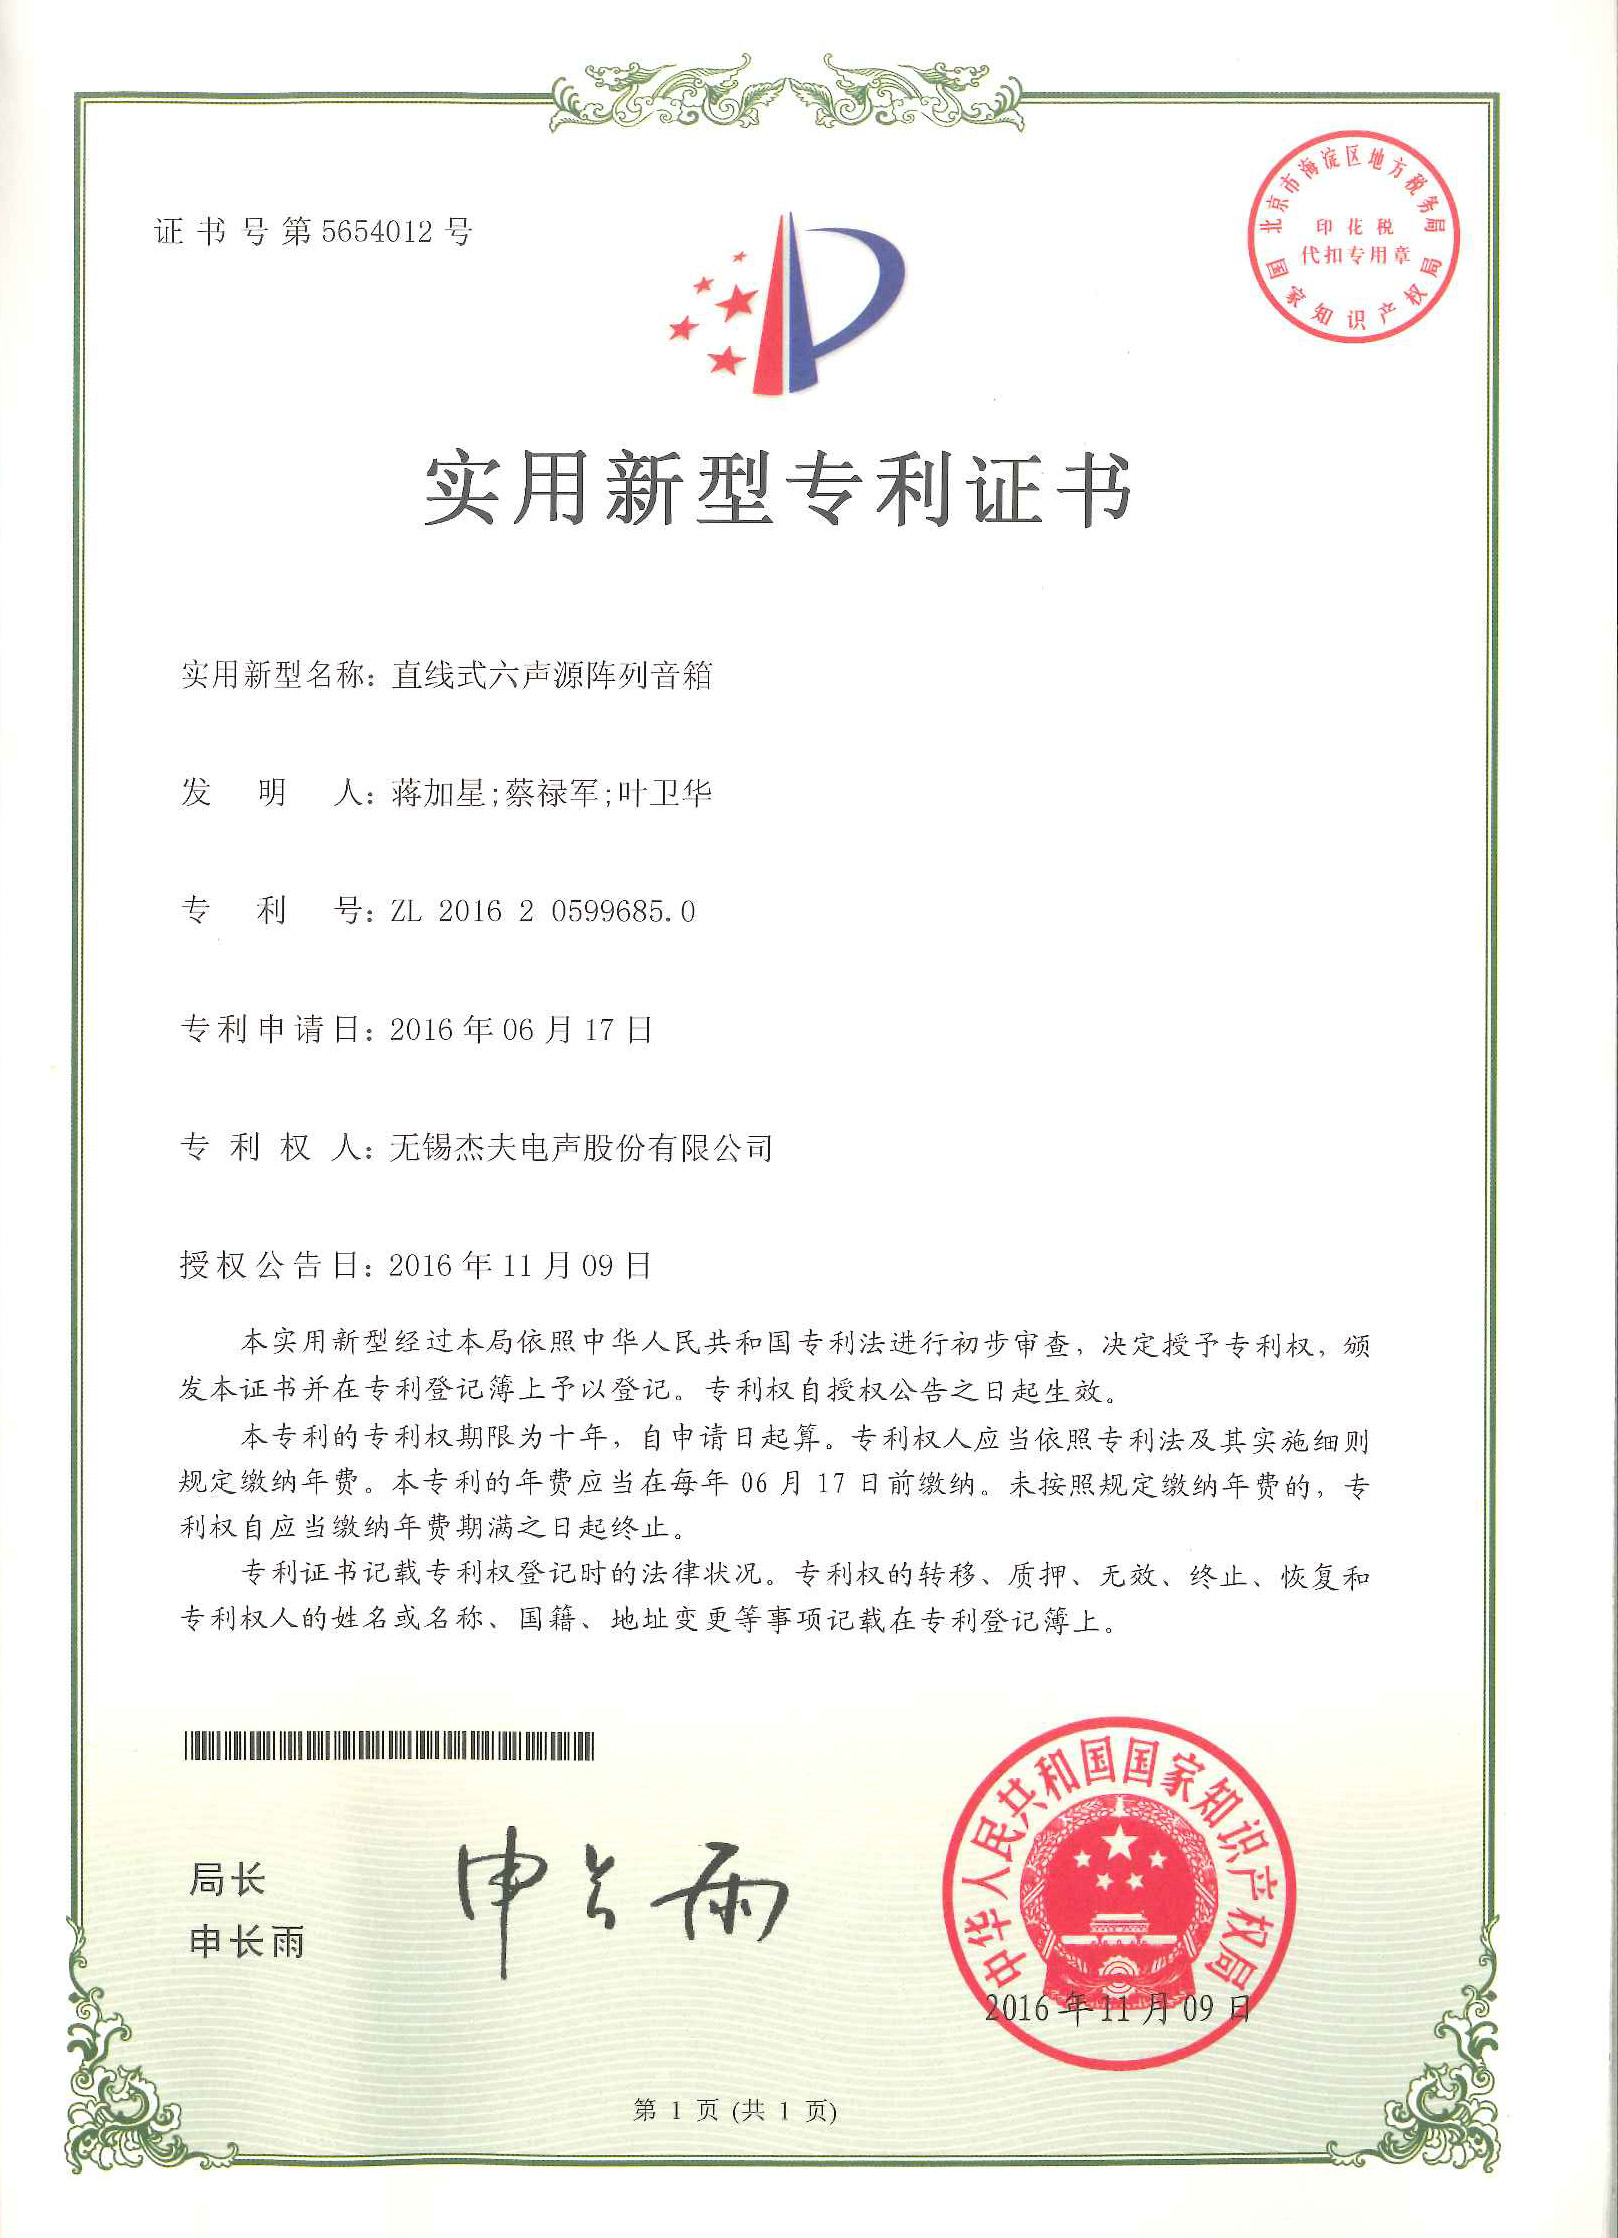 证书号第5654012号
北京市海淀区地方税务局
印花税
代扣专用章
国家知识产权局
实用新型专利证书
实用新型名称：直线式六声源阵列音箱
发明人：蒋加星;蔡禄军;叶卫华
专利号：ZL 2016 2 0599685.0
专利申请日：2016年06月17日
专利权人：无锡杰夫电声股份有限公司
授权公告日：2016年11月09日
本实用新型经过本局依照中华人民共和国专利法进行初步审查，决定授予专利权，颁
发本证书并在专利登记簿上予以登记。专利权自授权公告之日起生效。
本专利的专利权期限为十年，自申请日起算。专利权人应当依照专利法及其实施细则
规定缴纳年费。本专利的年费应当在每年06月17日前缴纳。未按照规定缴纳年费的，专
利权自应当缴纳年费期满之日起终止。
专利证书记载专利权登记时的法律状况。专利权的转移、质押、无效、终止、恢复和
专利权人的姓名或名称、国籍、地址变更等事项记载在专利登记簿上。
局长
申长雨
申长雨
中华人民共和国国家知识产权局
2016年11月09日
第 1 页 (共 1 页)